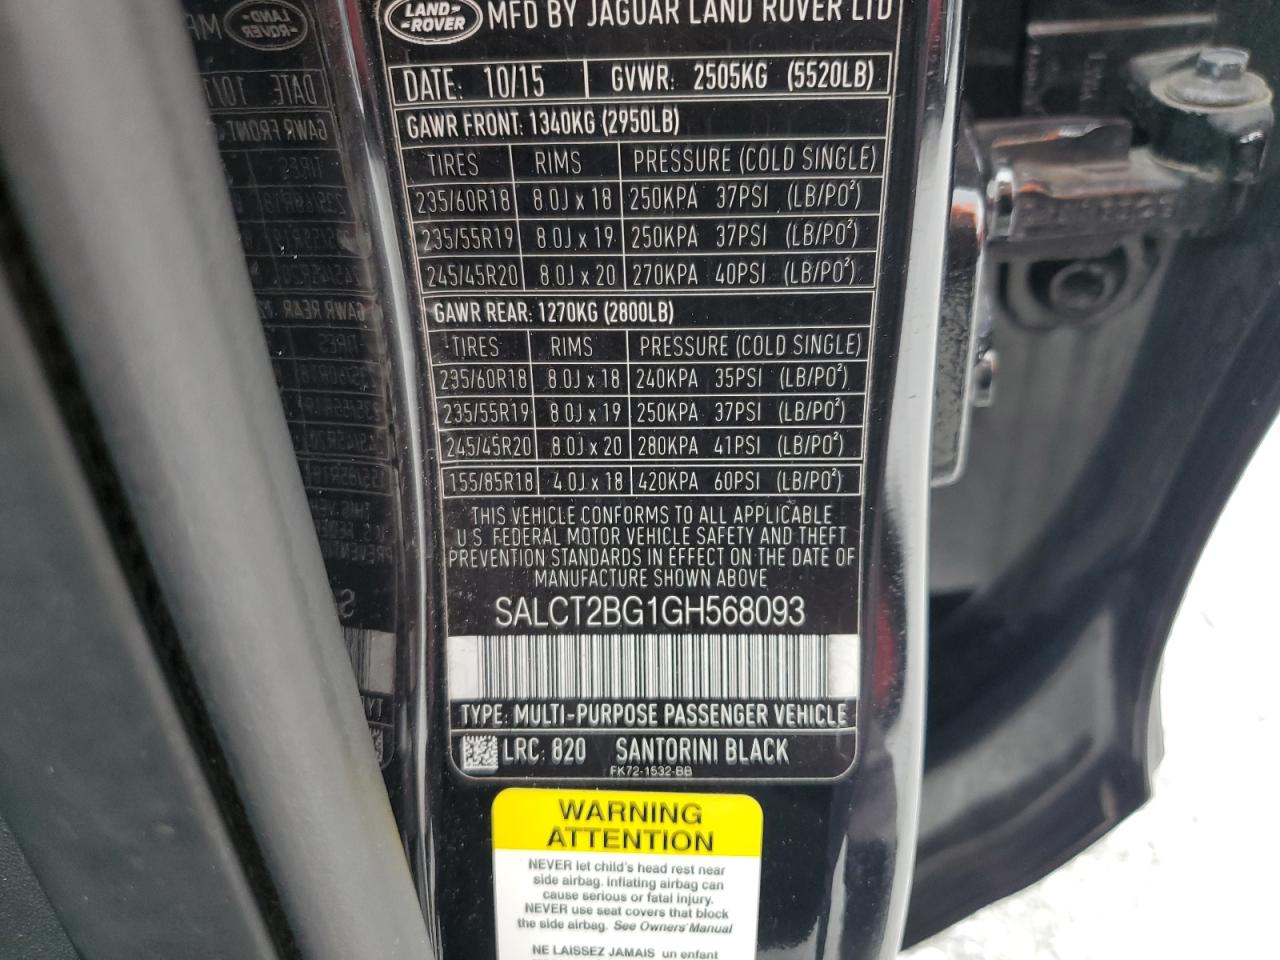 LAND-
-ROVER
MFD BY JAGUAR LAND ROVER LTD
DATE: 10/15 GVWR: 2505KG (5520LB)
GAWR FRONT: 1340KG (2950LB)
TIRES RIMS PRESSURE (COLD SINGLE)
235/60R18 8.0J x 18 250KPA 37PSI (LB/PO²)
235/55R19 8.0J x 19 250KPA 37PSI (LB/PO²)
245/45R20 8.0J x 20 270KPA 40PSI (LB/PO²)
GAWR REAR: 1270KG (2800LB)
TIRES RIMS PRESSURE (COLD SINGLE)
235/60R18 8.0J x 18 240KPA 35PSI (LB/PO²)
235/55R19 8.0J x 19 250KPA 37PSI (LB/PO²)
245/45R20 8.0J x 20 280KPA 41PSI (LB/PO²)
155/85R18 4.0J x 18 420KPA 60PSI (LB/PO²)
THIS VEHICLE CONFORMS TO ALL APPLICABLE
U.S. FEDERAL MOTOR VEHICLE SAFETY AND THEFT
PREVENTION STANDARDS IN EFFECT ON THE DATE OF
MANUFACTURE SHOWN ABOVE
SALCT2BG1GH568093
TYPE: MULTI-PURPOSE PASSENGER VEHICLE
LRC: 820 SANTORINI BLACK
FK72-1532-BB
WARNING
ATTENTION
NEVER let child's head rest near
side airbag. inflating airbag can
cause serious or fatal injury.
NEVER use seat covers that block
the side airbag. See Owners' Manual
NE LAISSEZ JAMAIS un enfant